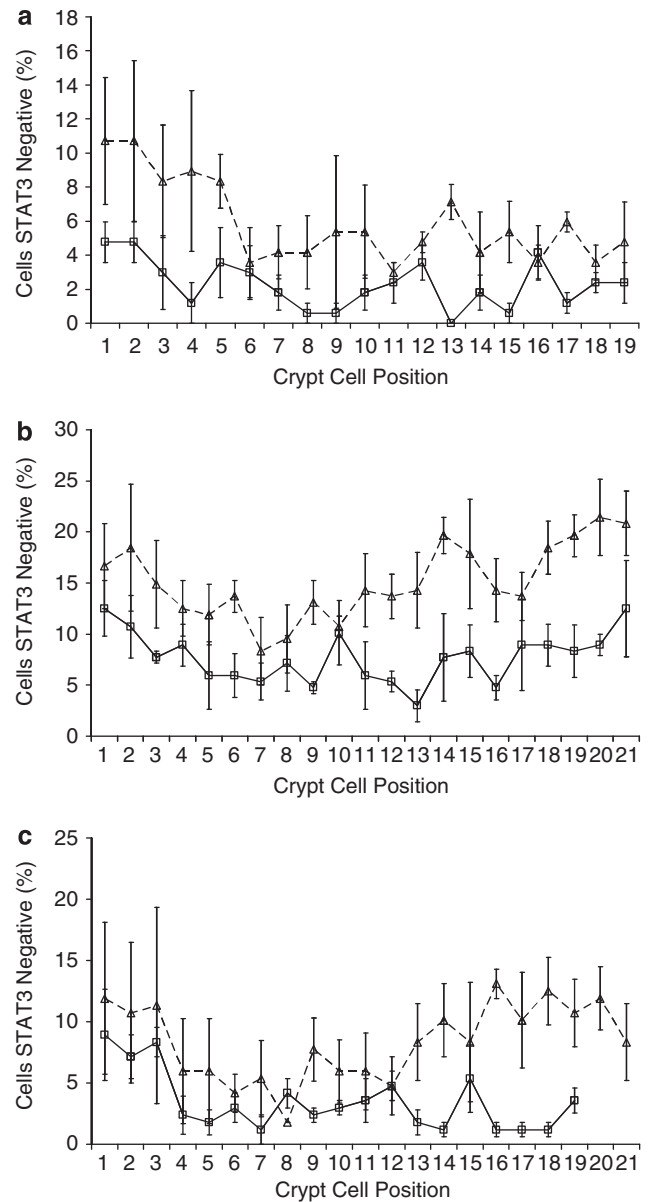 a
Cells STAT3 Negative (%)
18
16
14
12
10
8
6
4
2
0
1 2 3 4 5 6 7 8 9 10 11 12 13 14 15 16 17 18 19
Crypt Cell Position
b
Cells STAT3 Negative (%)
30
25
20
15
10
5
0
1 2 3 4 5 6 7 8 9 10 11 12 13 14 15 16 17 18 19 20 21
Crypt Cell Position
c
Cells STAT3 Negative (%)
25
20
15
10
5
0
1 2 3 4 5 6 7 8 9 10 11 12 13 14 15 16 17 18 19 20 21
Crypt Cell Position